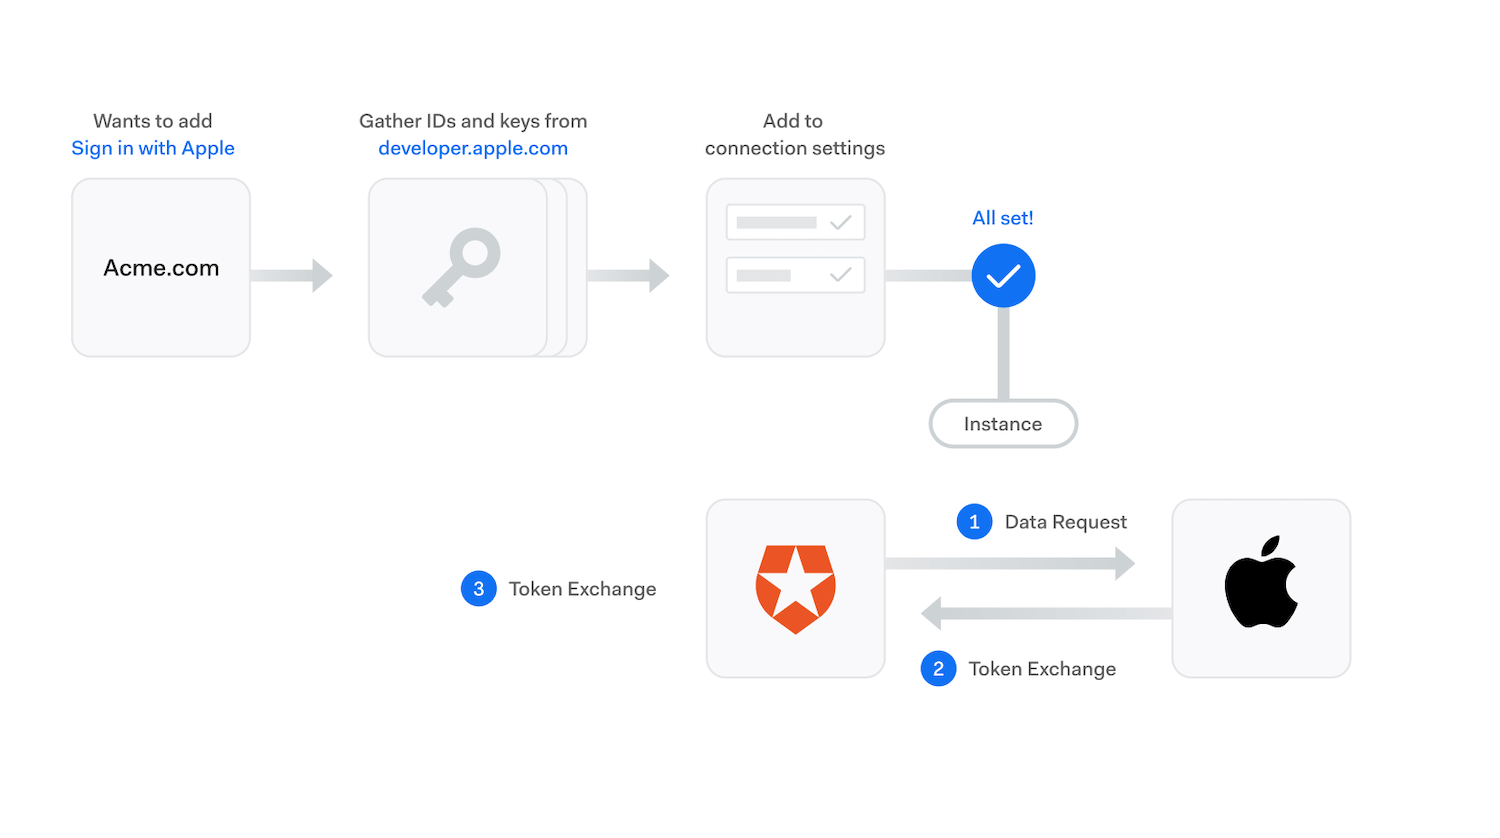 Wants to add
Sign in with Apple
Gather IDs and keys from
developer.apple.com
Add to
connection settings
Acme.com
All set!
Instance
1 Data Request
3 Token Exchange
2 Token Exchange